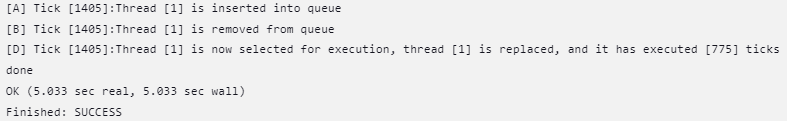 [A] Tick [1405]:Thread [1] is inserted into queue
[B] Tick [1405]:Thread [1] is removed from queue
[D] Tick [1405]:Thread [1] is now selected for execution, thread [1] is replaced, and it has executed [775] ticks
done
OK (5.033 sec real, 5.033 sec wall)
Finished: SUCCESS